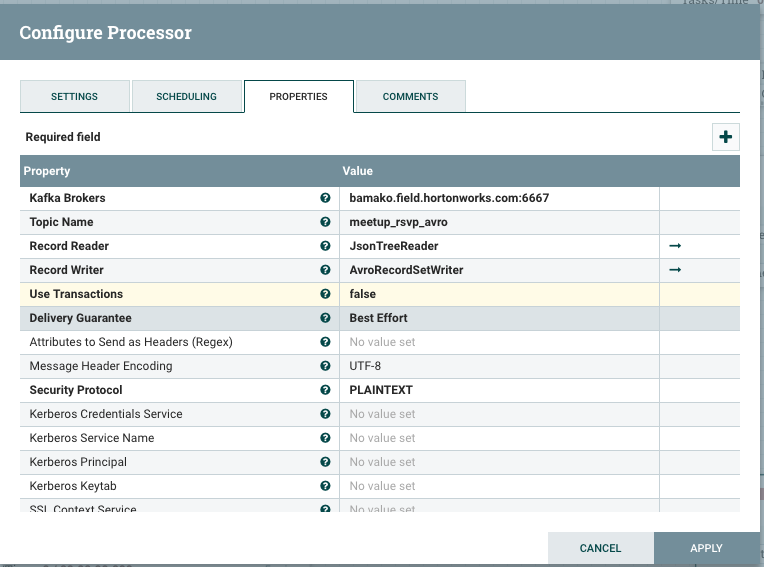 Configure Processor
SETTINGS SCHEDULING PROPERTIES COMMENTS
Required field
Property Value
Kafka Brokers bamako.field.hortonworks.com:6667
Topic Name meetup_rsvp_avro
Record Reader JsonTreeReader
Record Writer AvroRecordSetWriter
Use Transactions false
Delivery Guarantee Best Effort
Attributes to Send as Headers (Regex) No value set
Message Header Encoding UTF-8
Security Protocol PLAINTEXT
Kerberos Credentials Service No value set
Kerberos Service Name No value set
Kerberos Principal No value set
Kerberos Keytab No value set
SSL Context Service No value set
CANCEL APPLY